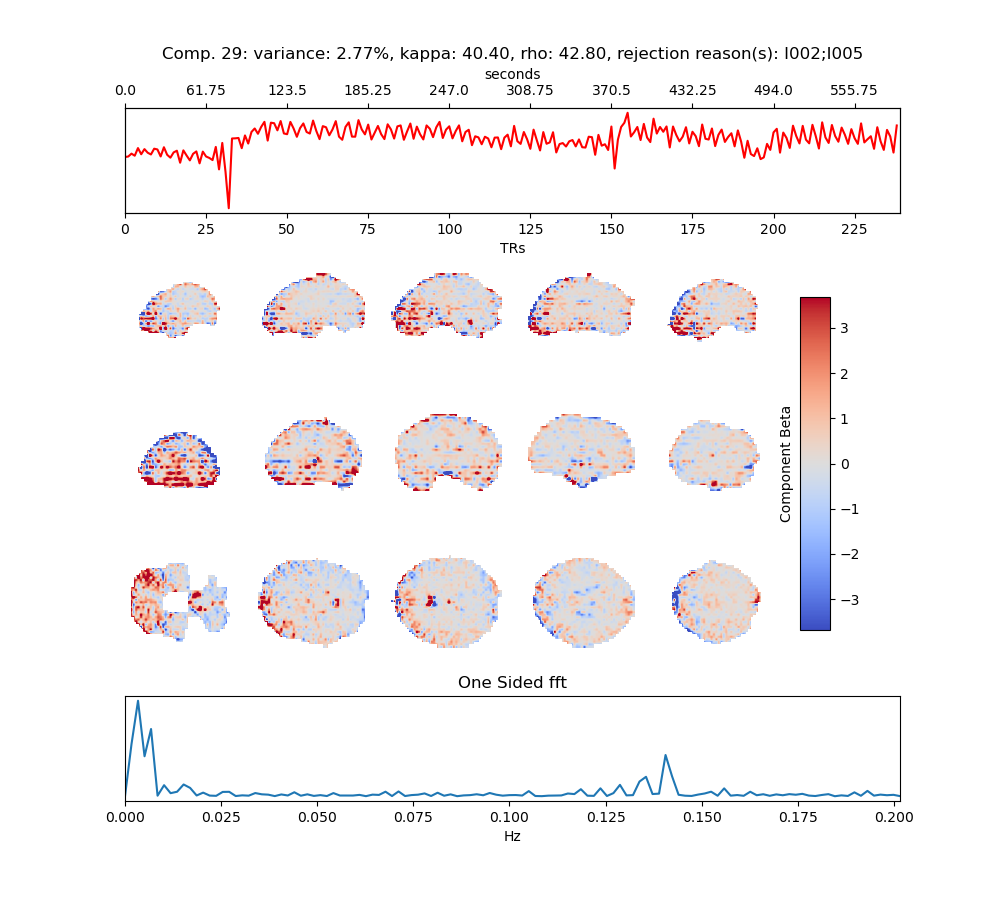 Comp. 29: variance: 2.77%, kappa: 40.40, rho: 42.80, rejection reason(s): I002;I005
seconds
0.0 61.75 123.5 185.25 247.0 308.75 370.5 432.25 494.0 555.75
0 25 50 75 100 125 150 175 200 225
TRs
3
2
1
0
−1
−2
−3
Component Beta
One Sided fft
0.000 0.025 0.050 0.075 0.100 0.125 0.150 0.175 0.200
Hz